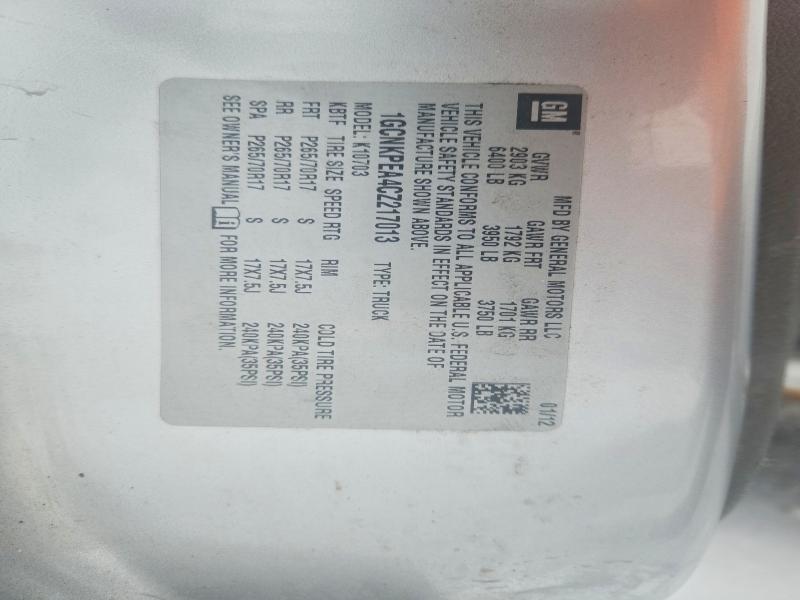 GM®
MFD BY GENERAL MOTORS LLC 01/12
GVWR GAWR FRT GAWR RR
2903 KG 1792 KG 1701 KG
6400 LB 3950 LB 3750 LB
THIS VEHICLE CONFORMS TO ALL APPLICABLE U.S. FEDERAL MOTOR
VEHICLE SAFETY STANDARDS IN EFFECT ON THE DATE OF
MANUFACTURE SHOWN ABOVE.
1GCNKPEA4CZ217013 TYPE: TRUCK
MODEL: K10703
KBTF TIRE SIZE SPEED RTG RIM COLD TIRE PRESSURE
FRT P265/70R17 S 17X7.5J 240KPA(35PSI)
RR P265/70R17 S 17X7.5J 240KPA(35PSI)
SPA P265/70R17 S 17X7.5J 240KPA(35PSI)
SEE OWNER'S MANUAL FOR MORE INFORMATION.